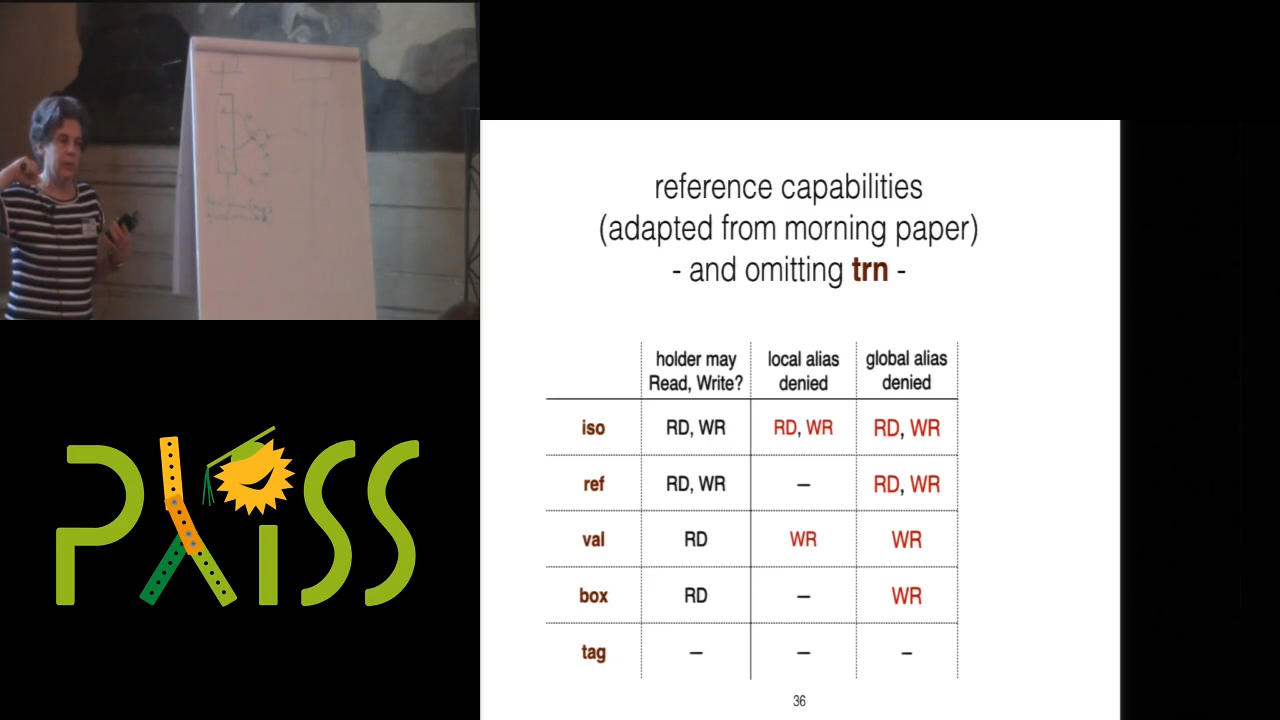 reference capabilities
(adapted from morning paper)
- and omitting trn -
holder may Read, Write?
local alias denied
global alias denied
iso RD, WR RD, WR RD, WR
ref RD, WR – RD, WR
val RD WR WR
box RD – WR
tag – – –
36
PLISS